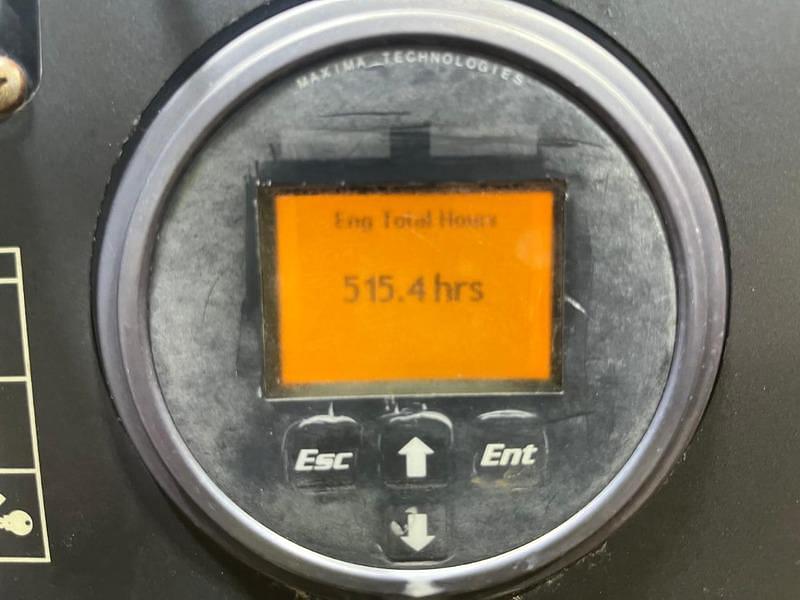 MAXIMA TECHNOLOGIES
Eng Total Hours
515.4 hrs
Esc
Ent